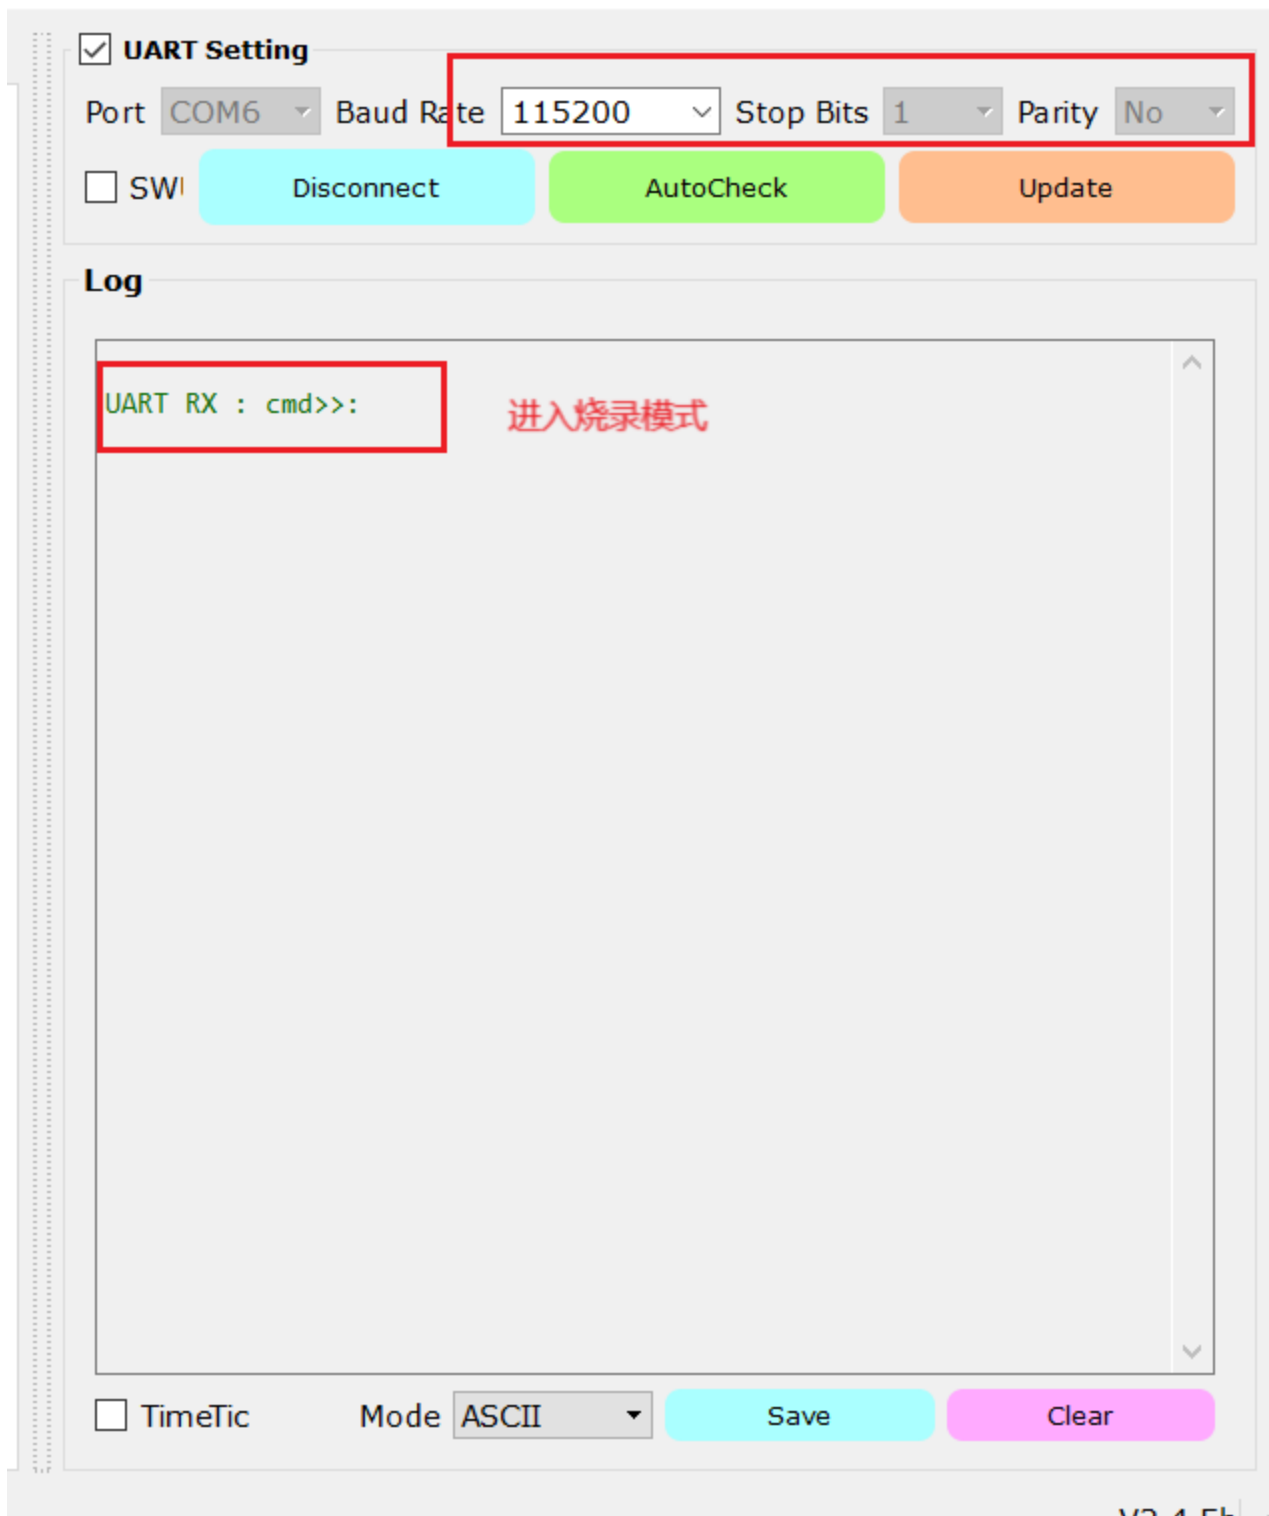 UART Setting
Port COM6 Baud Rate 115200 Stop Bits 1 Parity No
Disconnect AutoCheck Update
Log
UART RX : cmd>>:
进入烧录模式
TimeTic Mode ASCII Save Clear